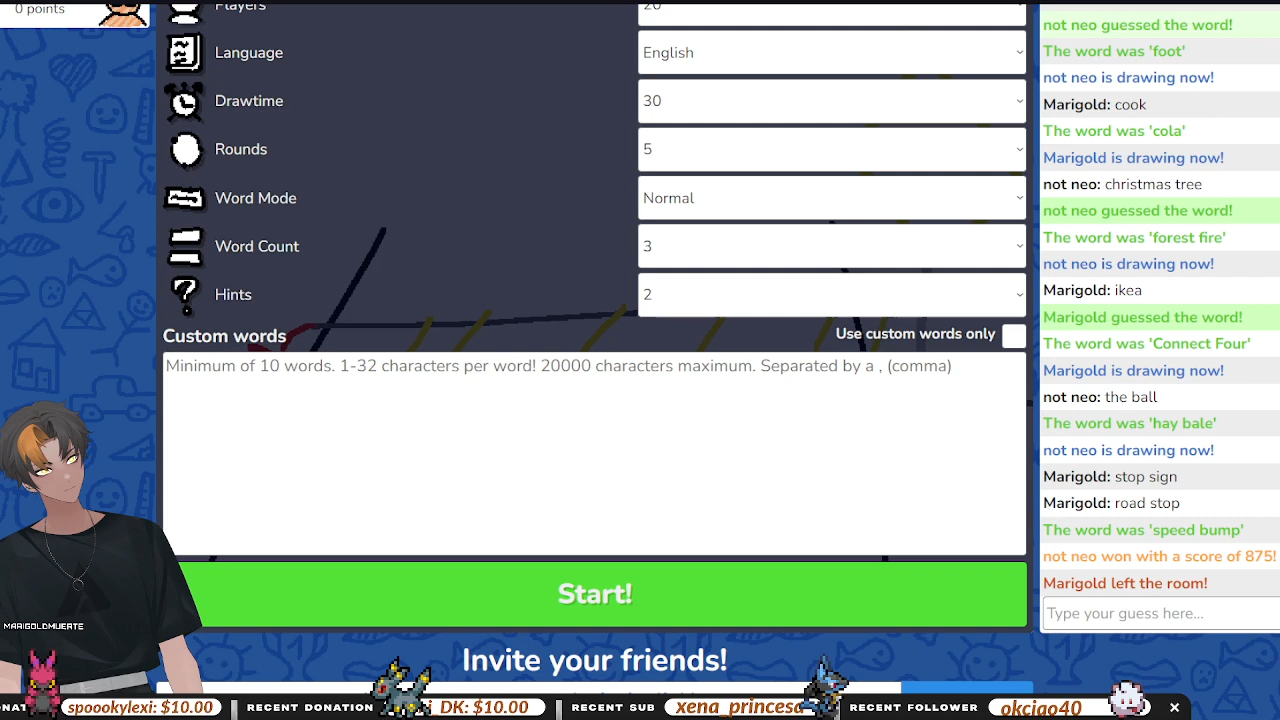 0 points
Players
20
Language
English
Drawtime
30
Rounds
5
Word Mode
Normal
Word Count
3
Hints
2
Custom words
Use custom words only
Minimum of 10 words. 1-32 characters per word! 20000 characters maximum. Separated by a , (comma)
Start!
Invite your friends!
not neo guessed the word!
The word was 'foot'
not neo is drawing now!
Marigold: cook
The word was 'cola'
Marigold is drawing now!
not neo: christmas tree
not neo guessed the word!
The word was 'forest fire'
not neo is drawing now!
Marigold: ikea
Marigold guessed the word!
The word was 'Connect Four'
Marigold is drawing now!
not neo: the ball
The word was 'hay bale'
not neo is drawing now!
Marigold: stop sign
Marigold: road stop
The word was 'speed bump'
not neo won with a score of 875!
Marigold left the room!
Type your guess here...
MARIGOLDMUERTE
spoookylexi: $10.00
RECENT DONATION
_DK: $10.00
RECENT SUB
xena_princesa
RECENT FOLLOWER
okciao40